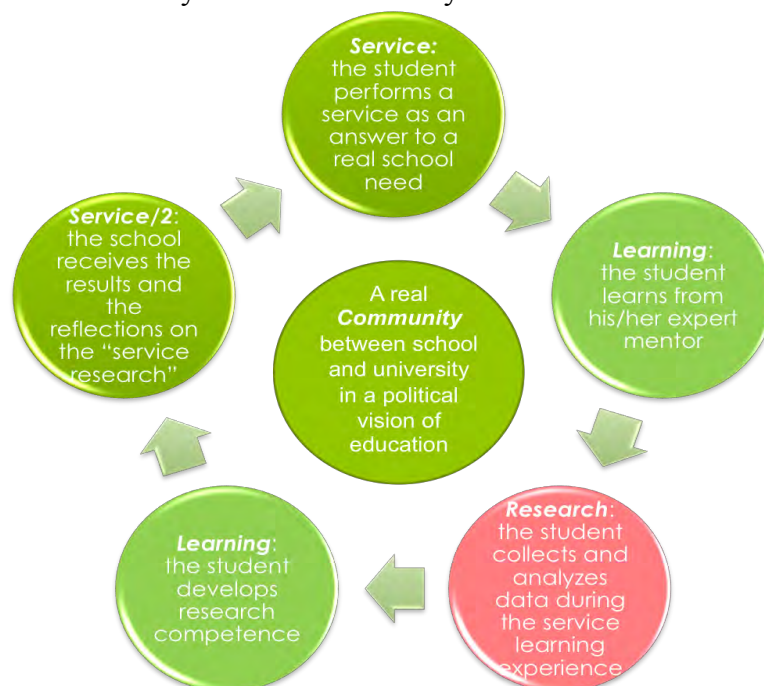 Service:
the student
performs a
service as an
answer to a
real school
need
Learning:
the student
learns from
his/her expert
mentor
Research:
the student
collects and
analyzes
data during
the service
learning
experience
Learning:
the student
develops
research
competence
Service/2:
the school
receives the
results and
the
reflections on
the “service
research”
A real
Community
between school
and university
in a political
vision of
education